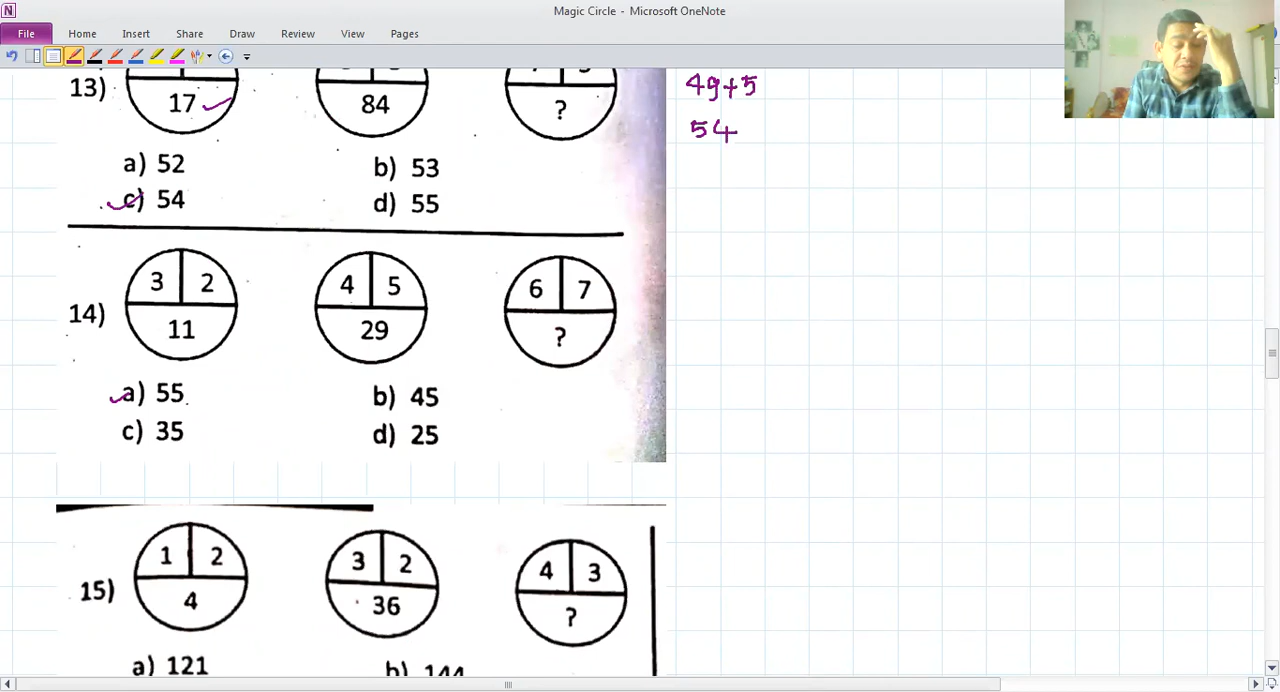 Magic Circle - Microsoft OneNote
File Home Insert Share Draw Review View Pages
13) 17 84 ?
49+5
54
a) 52 b) 53
c) 54 d) 55
14) 3 2 4 5 6 7
11 29 ?
a) 55 b) 45
c) 35 d) 25
15) 1 2 3 2 4 3
4 36 ?
a) 121 b) 144